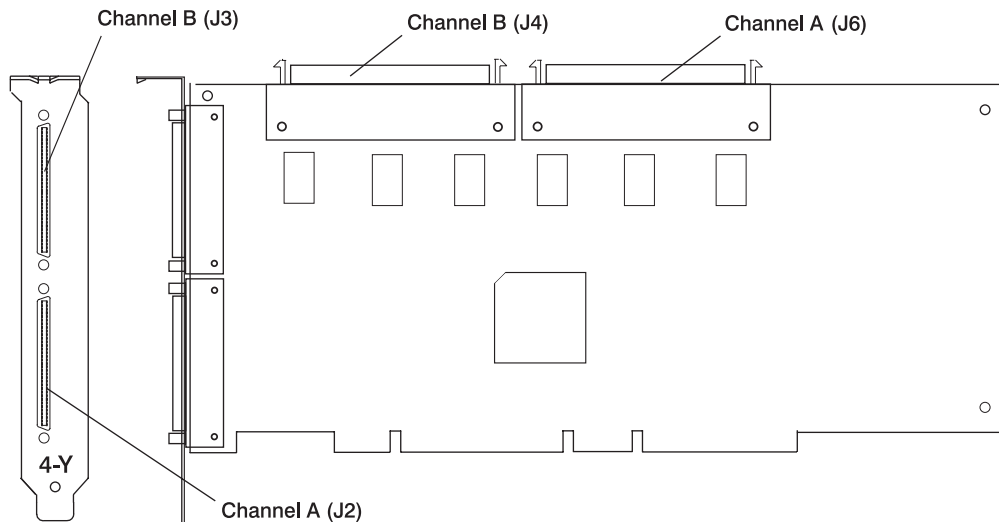 Channel B (J3)
Channel B (J4)
Channel A (J6)
4-Y
Channel A (J2)